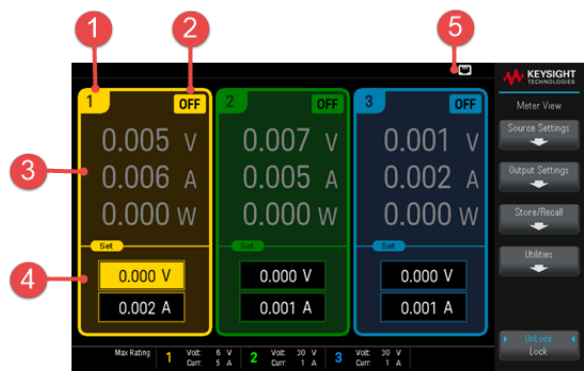 1 2 5
KEYSIGHT
TECHNOLOGIES
1 OFF 2 OFF 3 OFF
Meter View
0.005 V 0.007 V 0.001 V
Source Settings
3 0.006 A 0.005 A 0.002 A
Output Settings
0.000 W 0.000 W 0.000 W
Store/Recall
Set Set Set
Utilities
4 0.000 V 0.000 V 0.000 V
0.002 A 0.001 A 0.001 A
UnLock
Lock
Max Rating 1 Volt: 6 V 2 Volt: 30 V 3 Volt: 30 V
Curr: 5 A Curr: 1 A Curr: 1 A